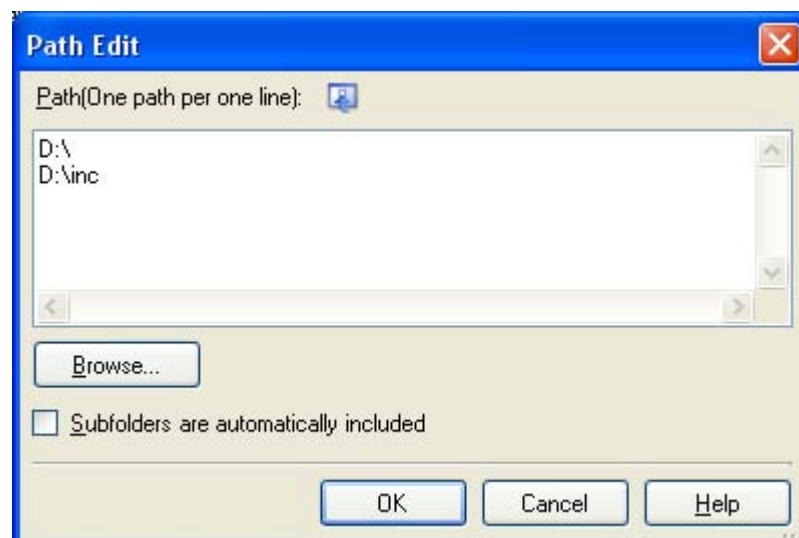 Path Edit
Path(One path per one line):
D:\
D:\inc
Browse...
Subfolders are automatically included
OK Cancel Help